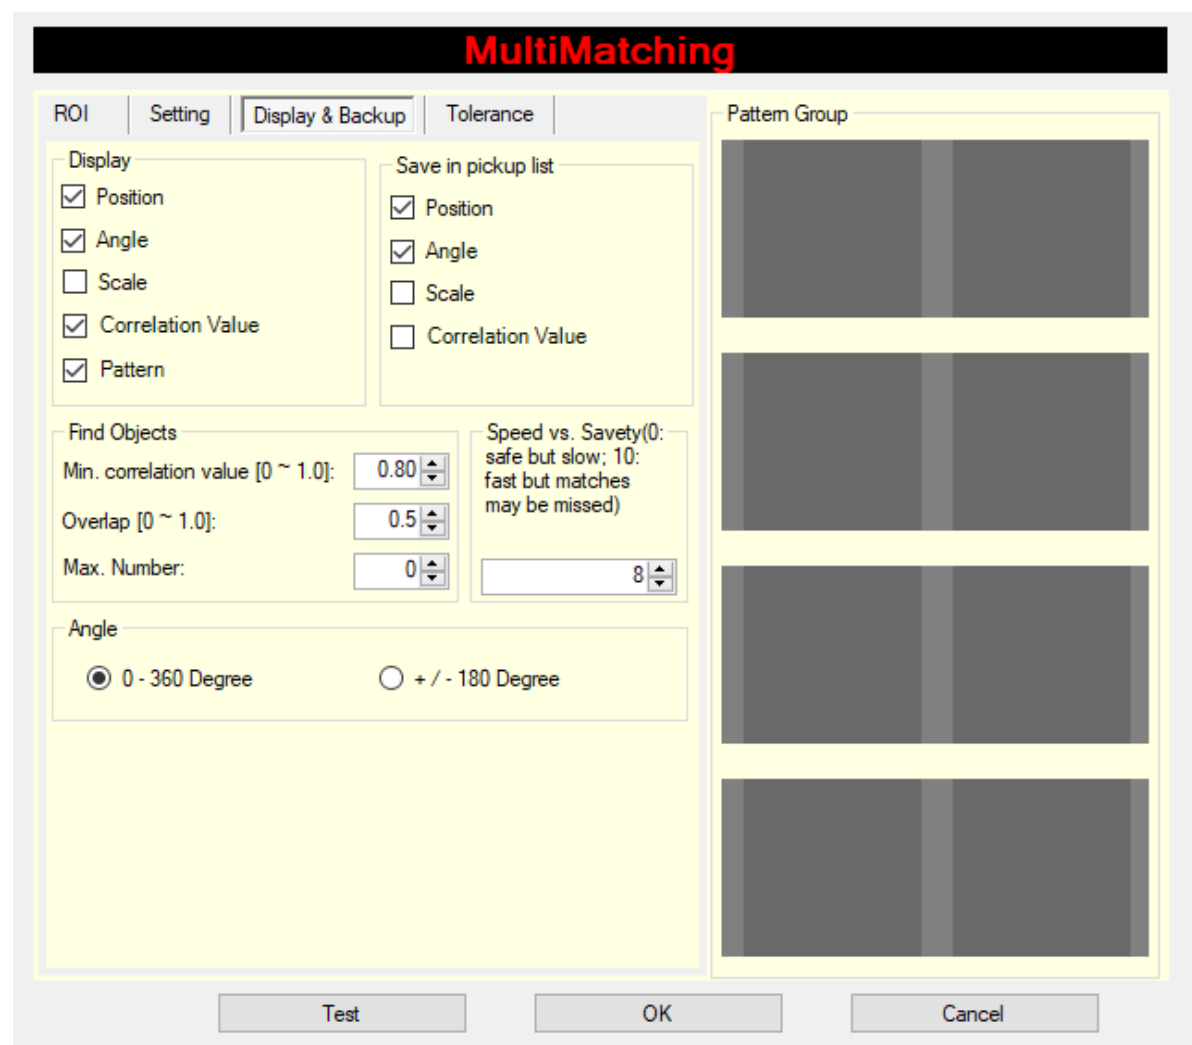 MultiMatching
ROI
Setting
Display & Backup
Tolerance
Pattern Group
Display
Position
Angle
Scale
Correlation Value
Pattern
Save in pickup list
Position
Angle
Scale
Correlation Value
Find Objects
Min. correlation value [0 ~ 1.0]: 0.80
Overlap [0 ~ 1.0]: 0.5
Max. Number: 0
Speed vs. Savety(0:
safe but slow; 10:
fast but matches
may be missed)
8
Angle
0 - 360 Degree
+ / - 180 Degree
Test
OK
Cancel